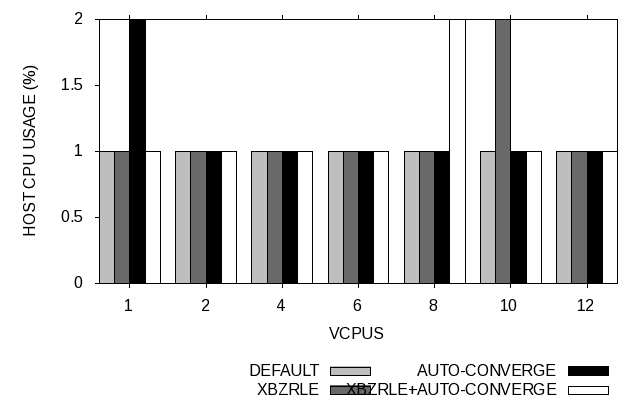 2
1.5
1
0.5
0
HOST CPU USAGE (%)
1 2 4 6 8 10 12
VCPUS
DEFAULT AUTO-CONVERGE
XBZRLE XBZRLE+AUTO-CONVERGE